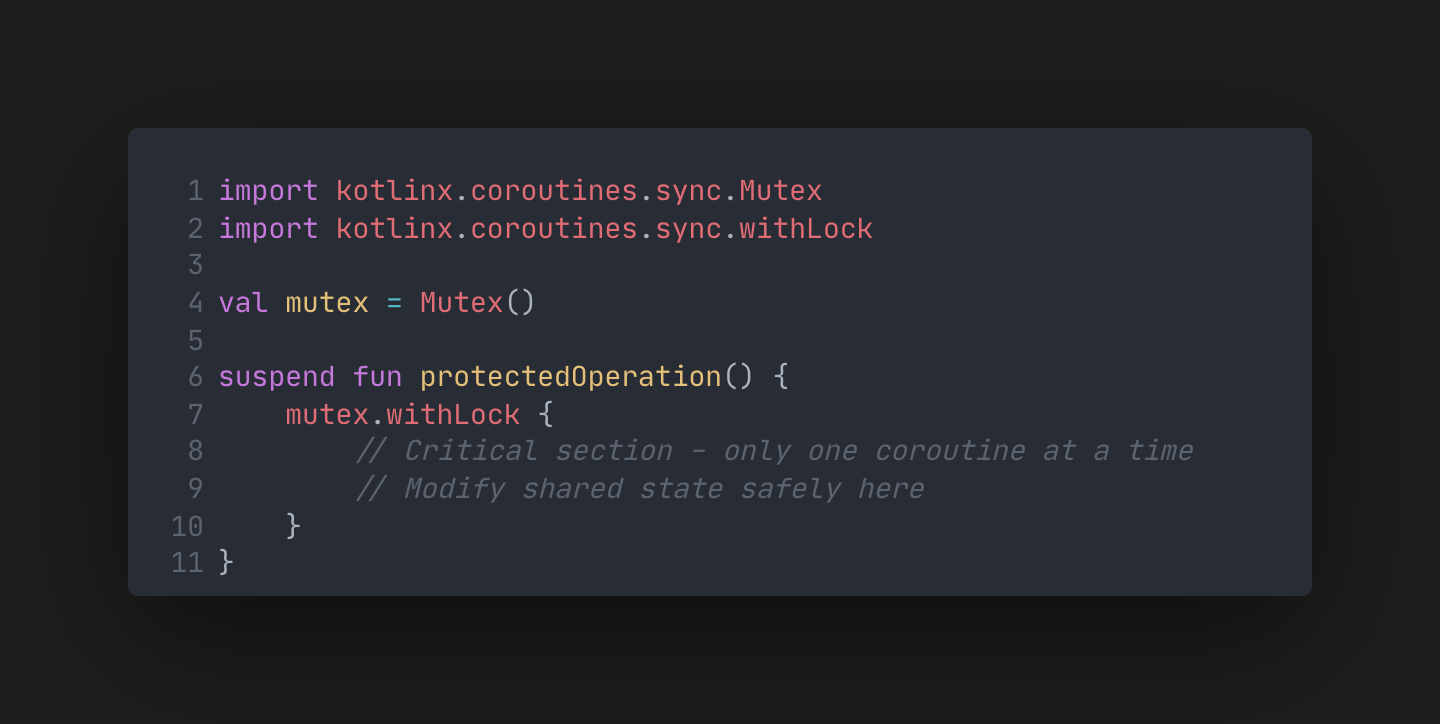 1 import kotlinx.coroutines.sync.Mutex
2 import kotlinx.coroutines.sync.withLock
3
4 val mutex = Mutex()
5
6 suspend fun protectedOperation() {
7     mutex.withLock {
8         // Critical section - only one coroutine at a time
9         // Modify shared state safely here
10     }
11 }